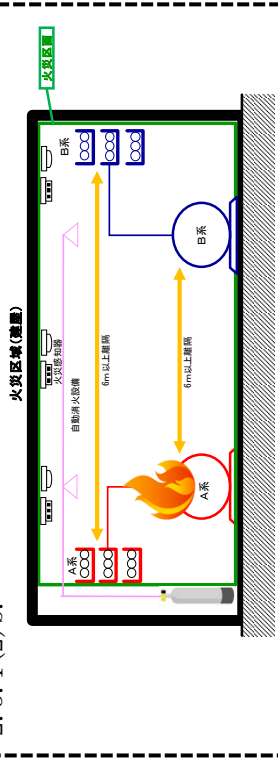 火災区域(建屋)
火災区画
B系
火災感知器
自動消火設備
6m以上離隔
A系
B系
6m以上離隔
A系